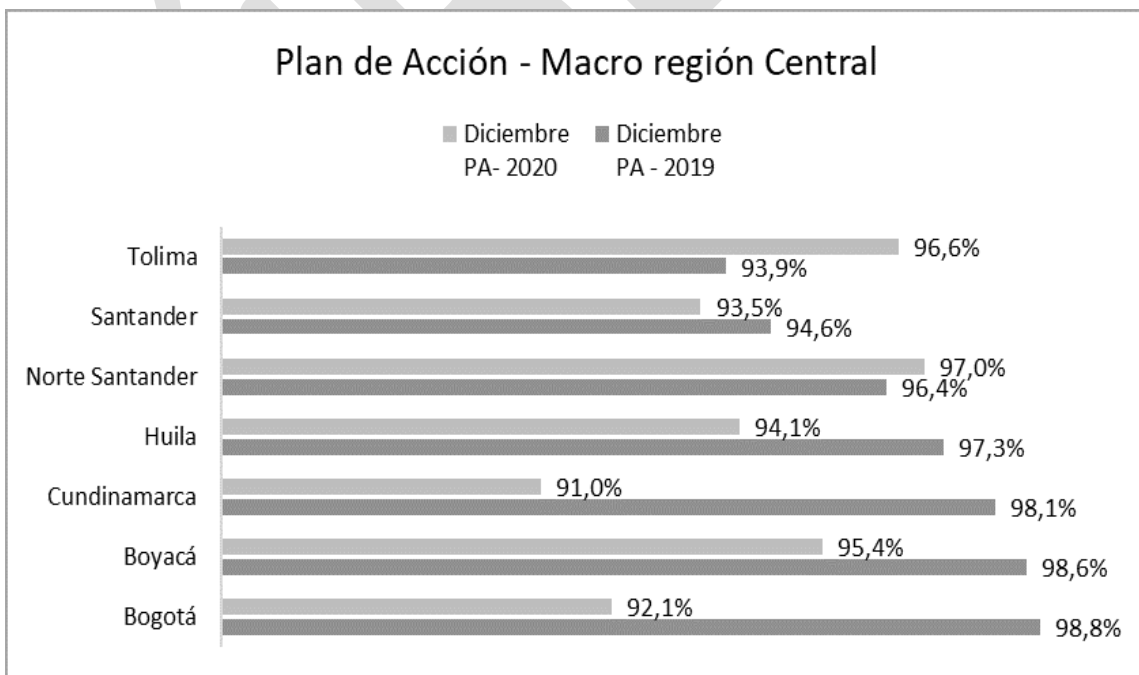 Plan de Acción - Macro región Central
Diciembre PA- 2020
Diciembre PA - 2019
Tolima
96,6%
93,9%
Santander
93,5%
94,6%
Norte Santander
97,0%
96,4%
Huila
94,1%
97,3%
Cundinamarca
91,0%
98,1%
Boyacá
95,4%
98,6%
Bogotá
92,1%
98,8%